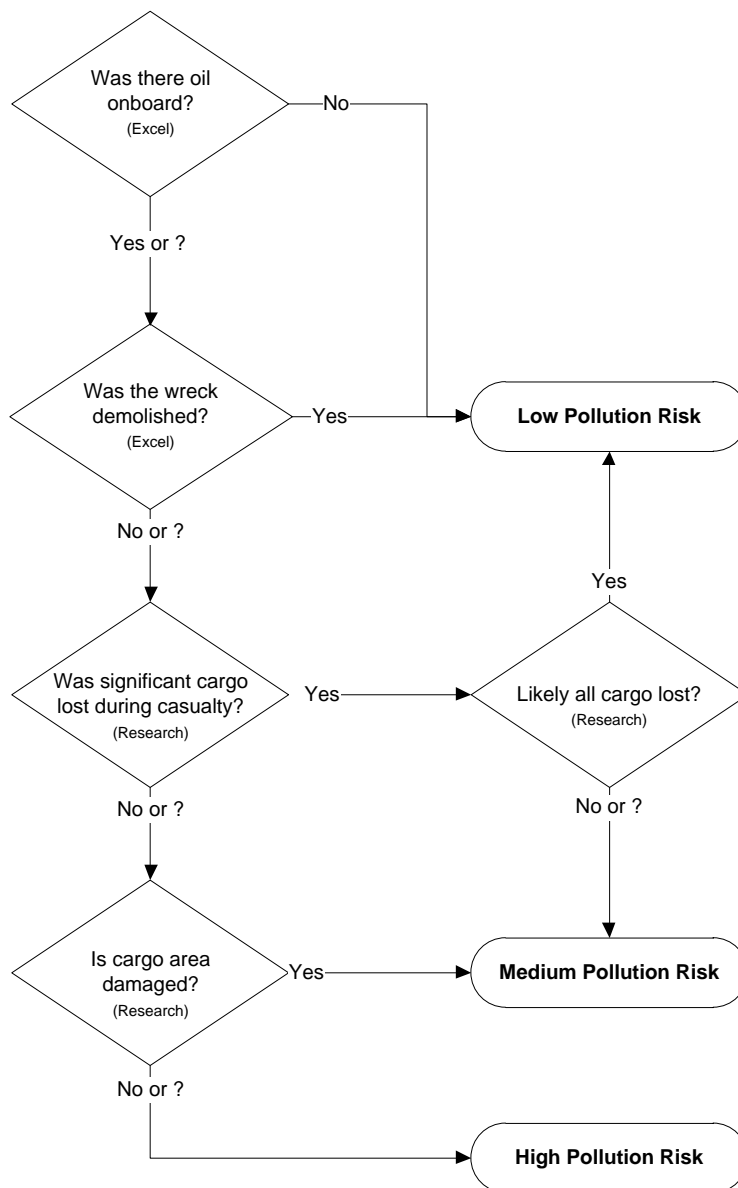 Was there oil
onboard?
(Excel)
No
Yes or ?
Was the wreck
demolished?
(Excel)
Yes
Low Pollution Risk
No or ?
Yes
Was significant cargo
lost during casualty?
(Research)
Yes
Likely all cargo lost?
(Research)
No or ?
No or ?
Is cargo area
damaged?
(Research)
Yes
Medium Pollution Risk
No or ?
High Pollution Risk